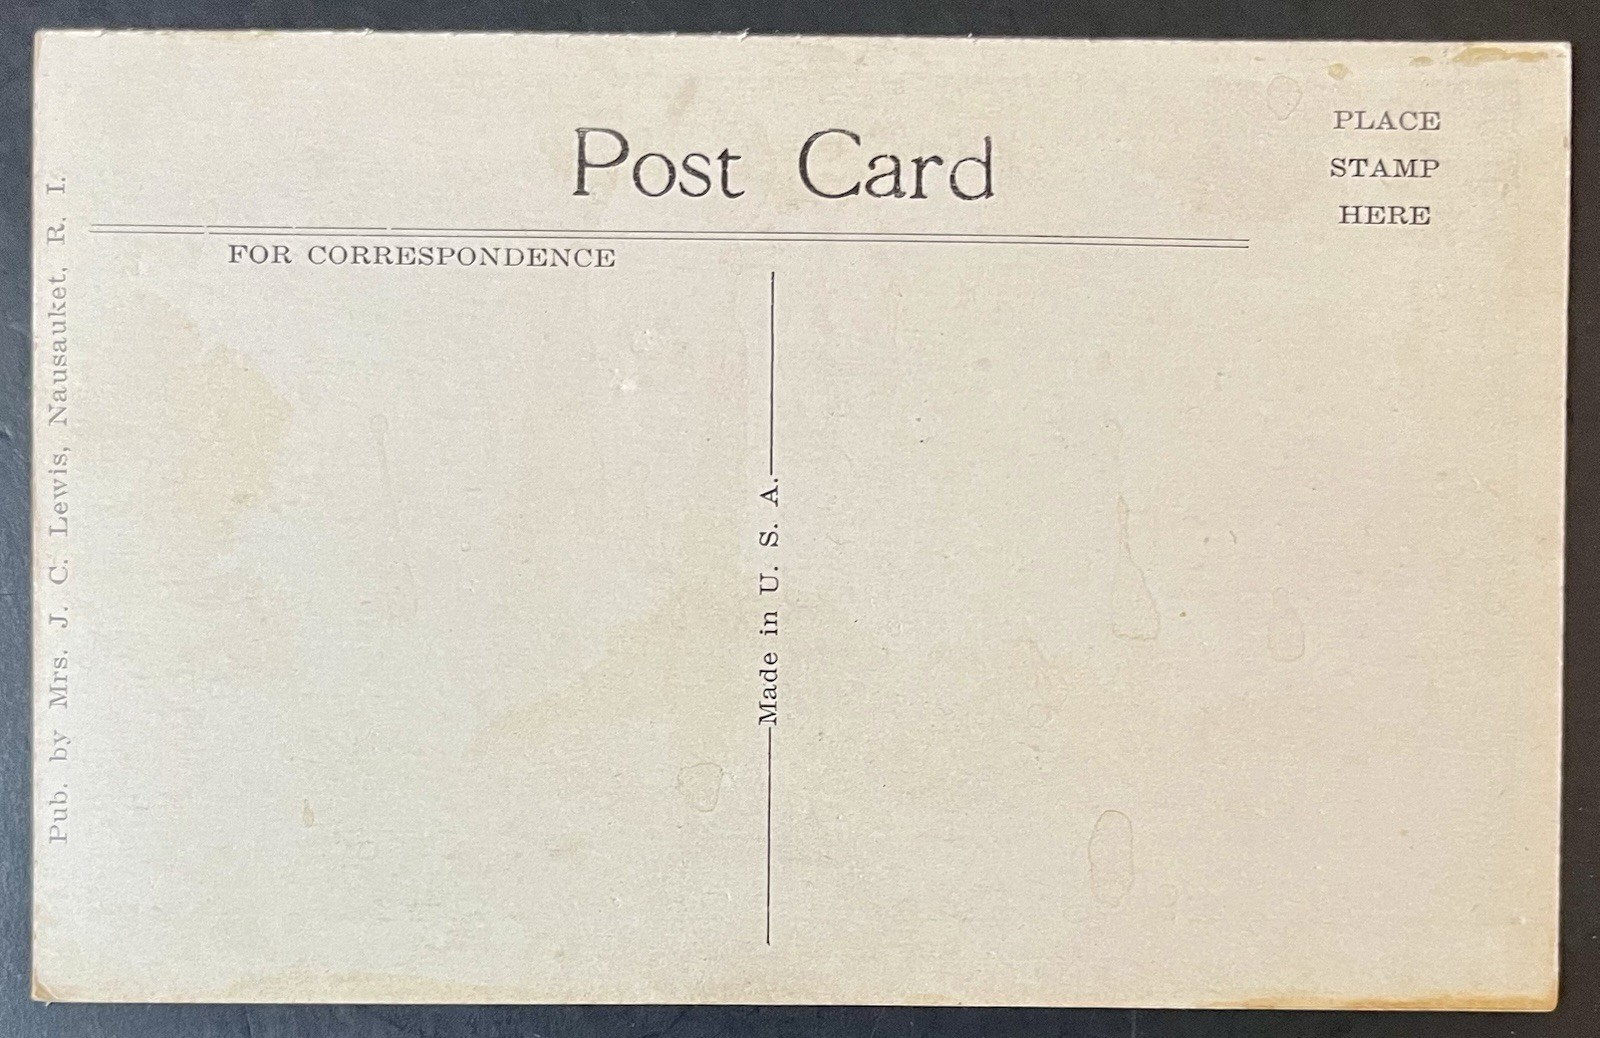 Post Card
PLACE
STAMP
HERE
FOR CORRESPONDENCE
Made in U. S. A.
Pub. by Mrs. J. C. Lewis, Nausauket, R. I.